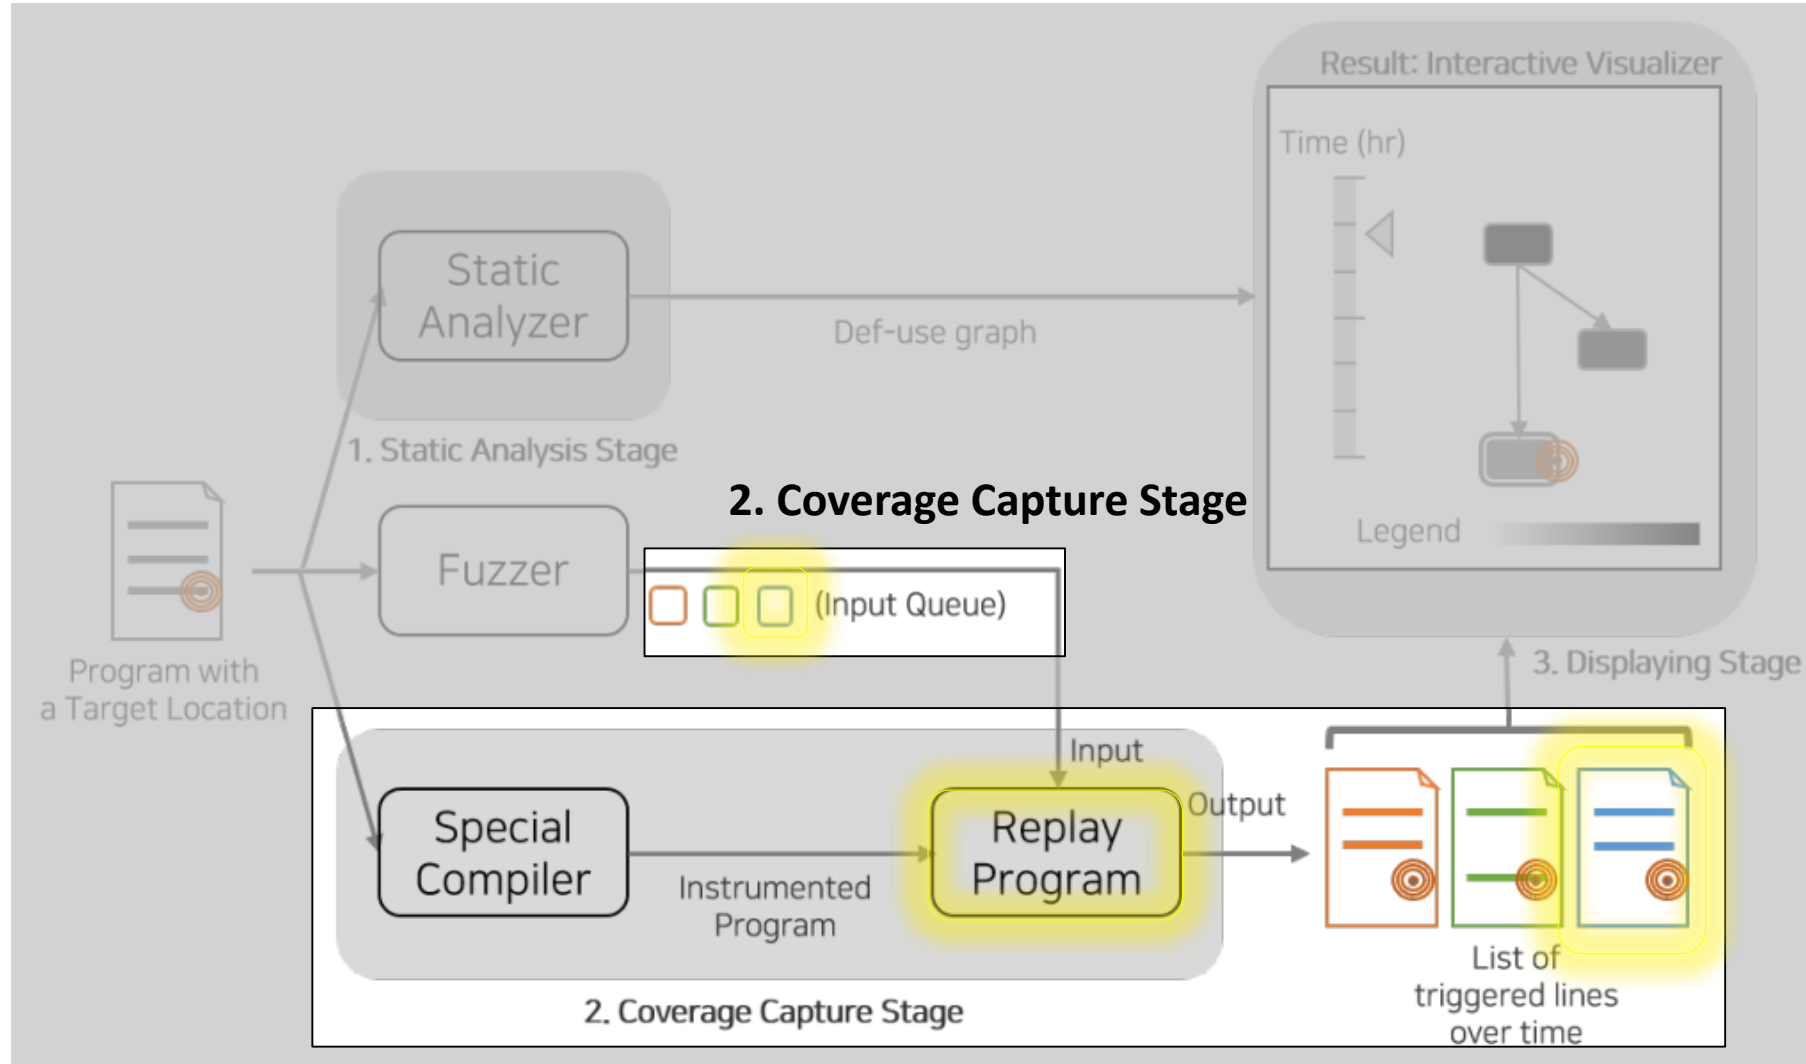 Result: Interactive Visualizer
Time (hr)
Static
Analyzer
Def-use graph
1. Static Analysis Stage
2. Coverage Capture Stage
Legend
Fuzzer
(Input Queue)
Program with
a Target Location
3. Displaying Stage
Input
Output
Special
Compiler
Instrumented
Program
Replay
Program
List of
triggered lines
over time
2. Coverage Capture Stage